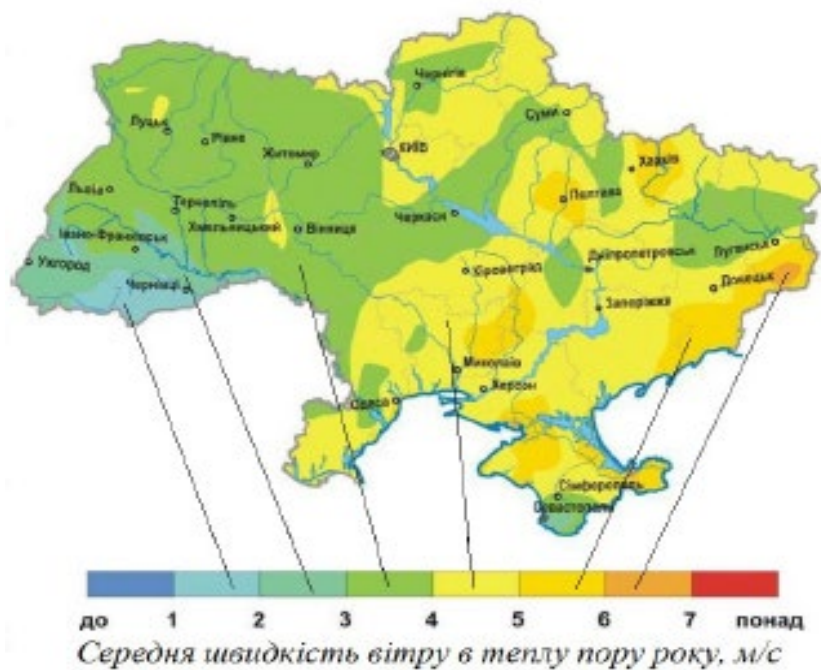 Чернігів
Суми
Луцьк
Рівне
Київ
Житомир
Харків
Полтава
Львів
Тернопіль
Черкаси
Хмельницький
Вінниця
Івано-Франківськ
Луганськ
Ужгород
Кіровоград
Дніпропетровськ
Чернівці
Донецьк
Запоріжжя
Миколаїв
Херсон
Одеса
Сімферополь
Севастополь
до 1 2 3 4 5 6 7 понад
Середня швидкість вітру в теплу пору року, м/с